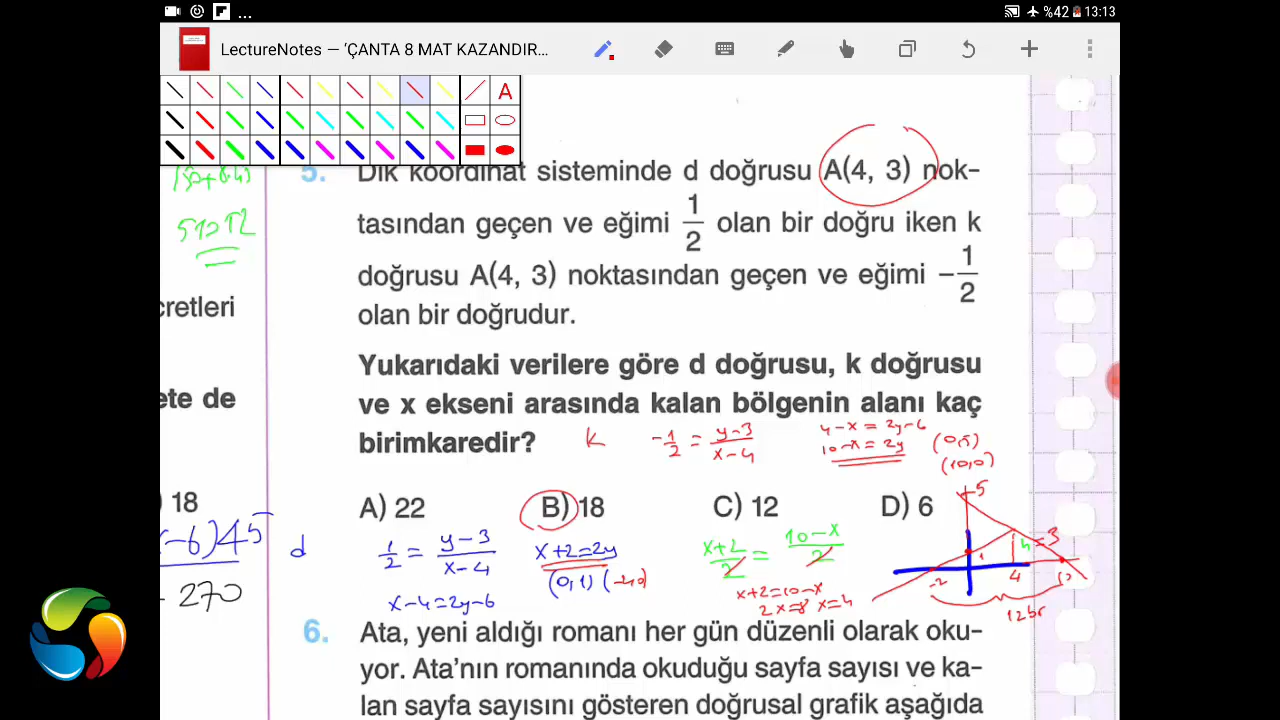 ... %42 13:13
LectureNotes — ‘ÇANTA 8 MAT KAZANDIR...
A
51>12
cretleri
ete de
) 18
(-6)45
270
5. Dik koordinat sisteminde d doğrusu A(4, 3) nok-
tasından geçen ve eğimi 1/2 olan bir doğru iken k
doğrusu A(4, 3) noktasından geçen ve eğimi -1/2
olan bir doğrudur.
Yukarıdaki verilere göre d doğrusu, k doğrusu
ve x ekseni arasında kalan bölgenin alanı kaç
birimkaredir?
k -1/2 = y-3/x-4
4-x = 2y-6
10-x = 2y
(0,5)
(10,0)
A) 22 B) 18 C) 12 D) 6
d 1/2 = y-3/x-4
x-4=2y-6
x+2=2y
(0,1) (-2,0)
x+2/2 = 10-x/2
x+2=10-x
2x=8 x=4
5
h=3
1
-2 4 10
12br
6. Ata, yeni aldığı romanı her gün düzenli olarak oku-
yor. Ata’nın romanında okuduğu sayfa sayısı ve ka-
lan sayfa sayısını gösteren doğrusal grafik aşağıda